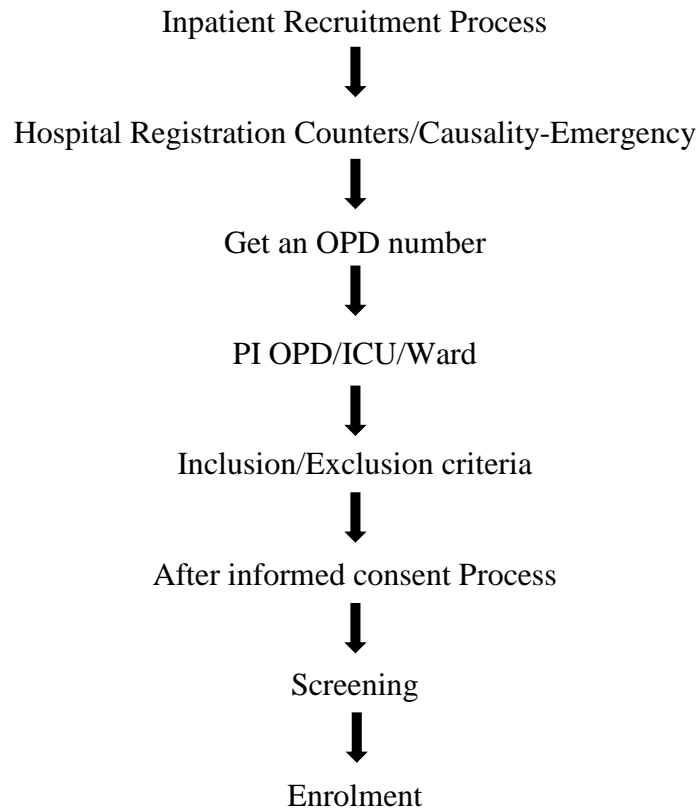 Inpatient Recruitment Process
Hospital Registration Counters/Causality-Emergency
Get an OPD number
PI OPD/ICU/Ward
Inclusion/Exclusion criteria
After informed consent Process
Screening
Enrolment